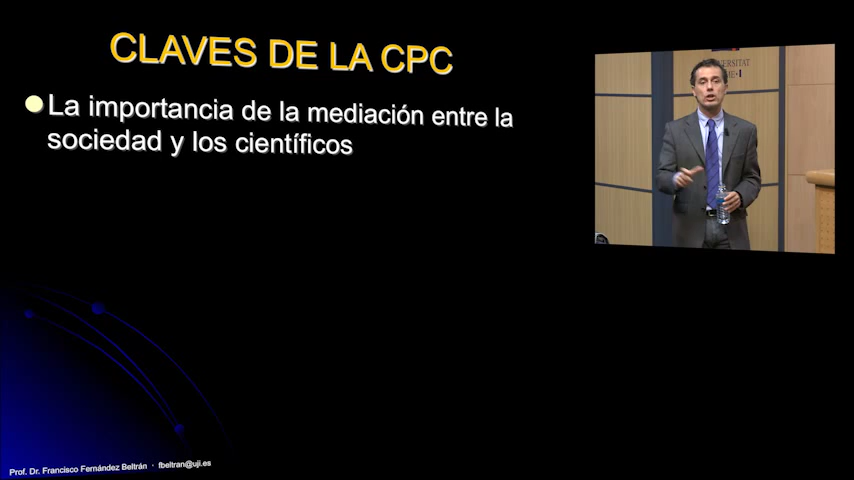 CLAVES DE LA CPC
La importancia de la mediación entre la
sociedad y los científicos
Prof. Dr. Francisco Fernández Beltrán · fbeltran@uji.es